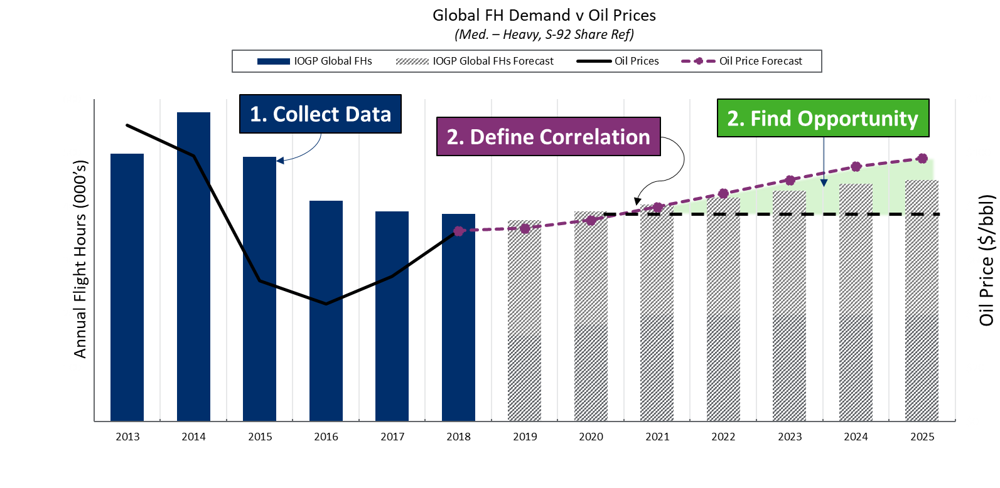 Global FH Demand v Oil Prices
(Med. – Heavy, S-92 Share Ref)
IOGP Global FHs
IOGP Global FHs Forecast
Oil Prices
Oil Price Forecast
1. Collect Data
2. Define Correlation
2. Find Opportunity
Annual Flight Hours (000's)
Oil Price ($/bbl)
2013
2014
2015
2016
2017
2018
2019
2020
2021
2022
2023
2024
2025